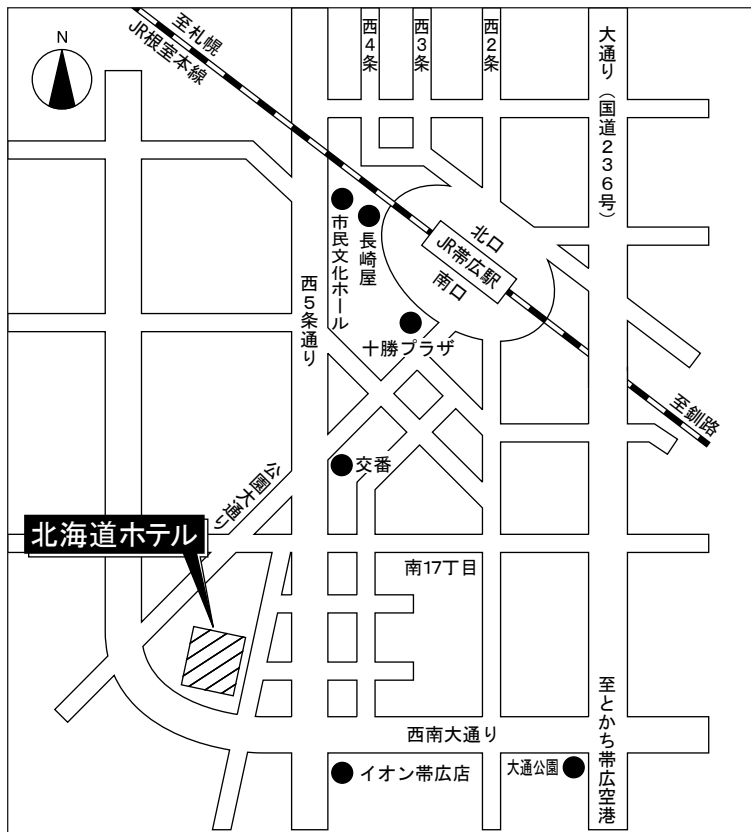 N
至札幌
JR根室本線
西4条
西3条
西2条
大通り（国道236号）
北口
JR帯広駅
南口
市民文化ホール
長崎屋
西5条通り
十勝プラザ
至釧路
交番
公園大通り
北海道ホテル
南17丁目
至とかち帯広空港
西南大通り
イオン帯広店
大通公園